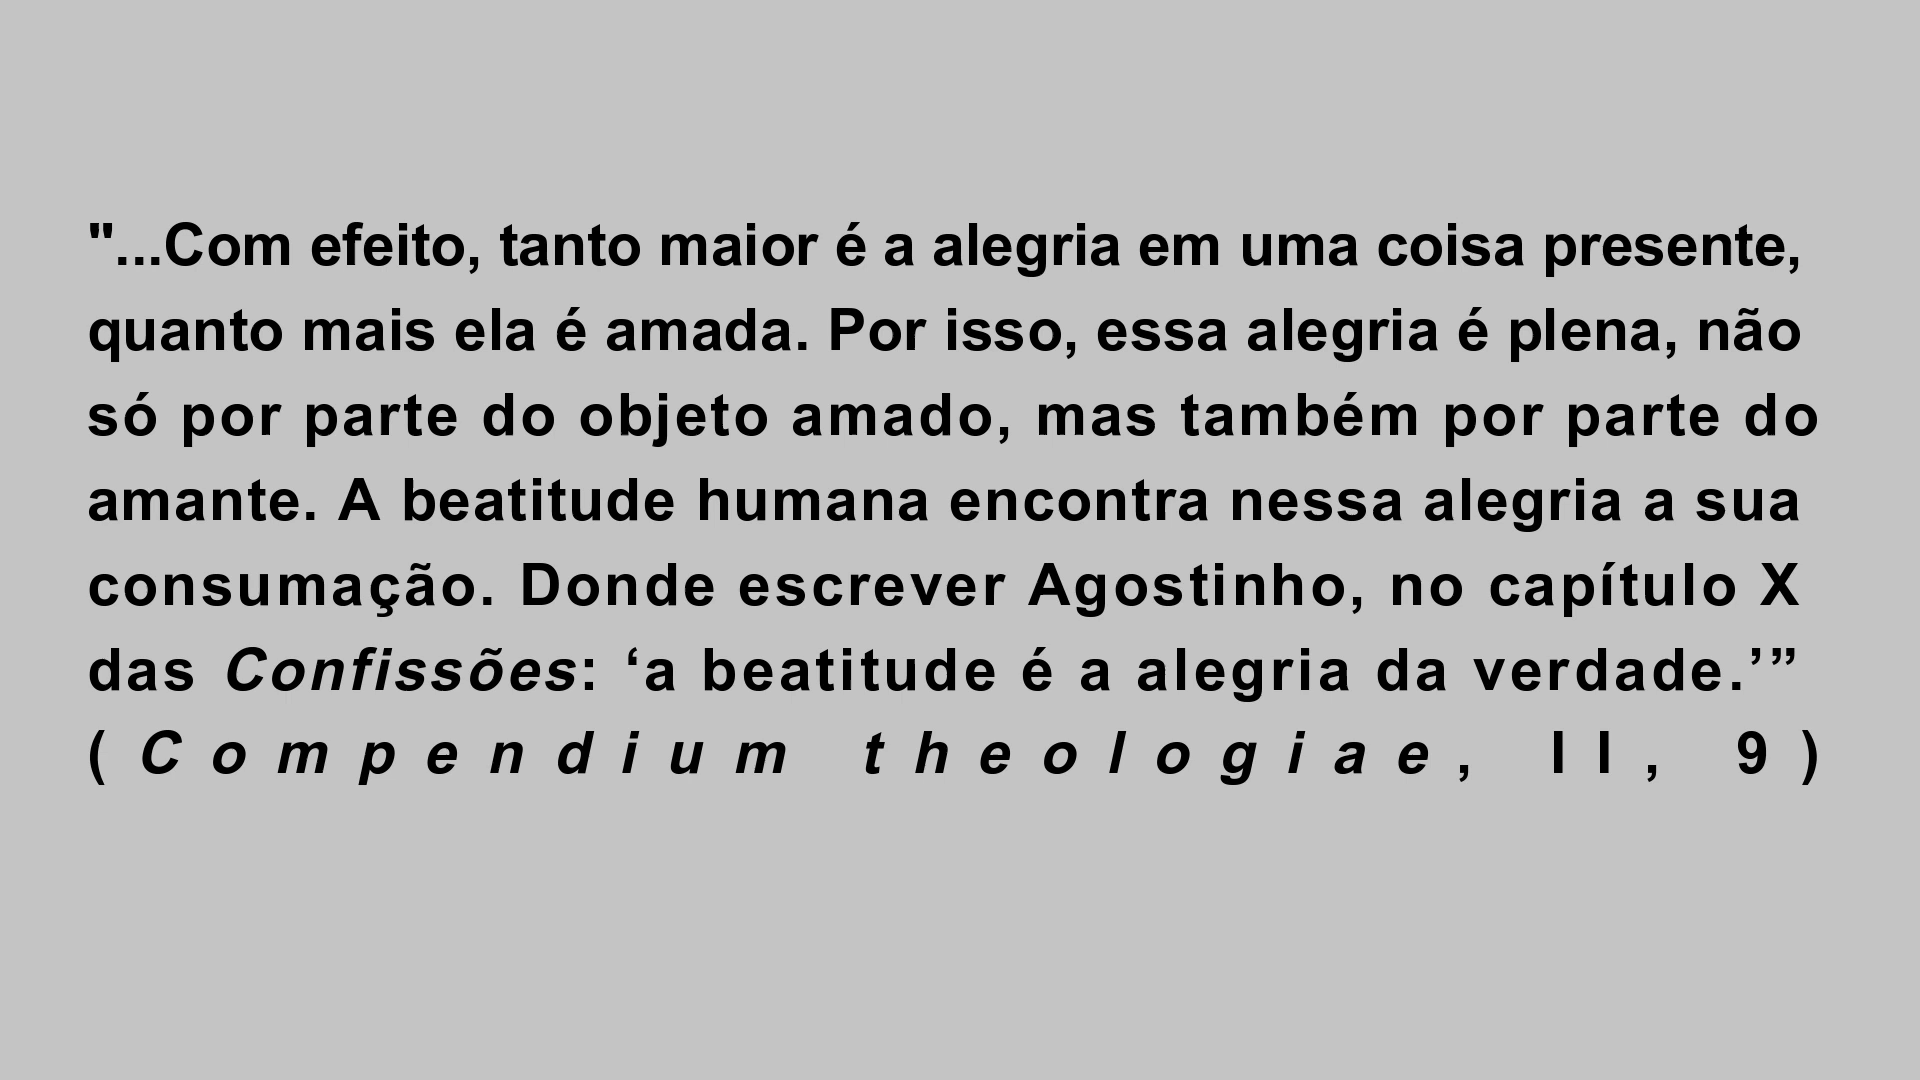 "...Com efeito, tanto maior é a alegria em uma coisa presente,
quanto mais ela é amada. Por isso, essa alegria é plena, não
só por parte do objeto amado, mas também por parte do
amante. A beatitude humana encontra nessa alegria a sua
consumação. Donde escrever Agostinho, no capítulo X
das Confissões: ‘a beatitude é a alegria da verdade.’”
(Compendium theologiae, II, 9)